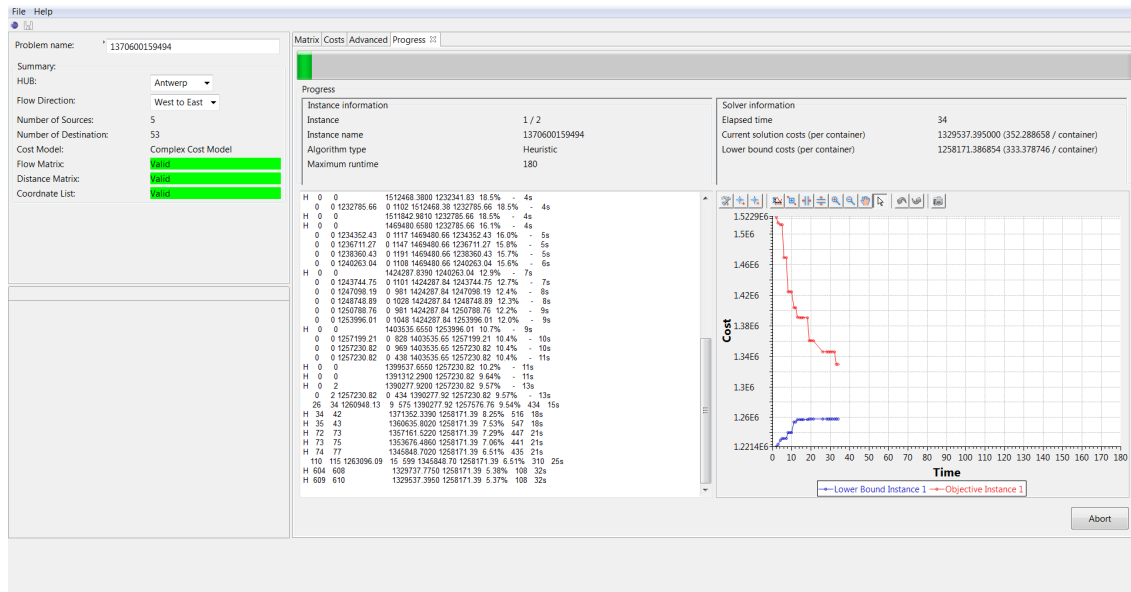 File Help
Problem name: * 1370600159494
Summary:
HUB: Antwerp
Flow Direction: West to East
Number of Sources: 5
Number of Destination: 53
Cost Model: Complex Cost Model
Flow Matrix: Valid
Distance Matrix: Valid
Coordinate List: Valid
Matrix Costs Advanced Progress
Progress
Instance information
Instance 1 / 2
Instance name 1370600159494
Algorithm type Heuristic
Maximum runtime 180
Solver information
Elapsed time 34
Current solution costs (per container) 1329537.395000 (352.288658 / container)
Lower bound costs (per container) 1258171.386854 (333.378746 / container)
H 0 0 1512468.3800 1232341.83 18.5% - 4s
0 0 1232785.66 0 1102 1512468.38 1232785.66 18.5% - 4s
H 0 0 1511842.9810 1232785.66 18.5% - 4s
H 0 0 1469480.6580 1232785.66 16.1% - 4s
0 0 1234352.43 0 1117 1469480.66 1234352.43 16.0% - 5s
0 0 1236711.27 0 1147 1469480.66 1236711.27 15.8% - 5s
0 0 1238360.43 0 1191 1469480.66 1238360.43 15.7% - 5s
0 0 1240263.04 0 1108 1469480.66 1240263.04 15.6% - 6s
H 0 0 1424287.8390 1240263.04 12.9% - 7s
0 0 1243744.75 0 1101 1424287.84 1243744.75 12.7% - 7s
0 0 1247098.19 0 981 1424287.84 1247098.19 12.4% - 8s
0 0 1248748.89 0 1028 1424287.84 1248748.89 12.3% - 8s
0 0 1250788.76 0 981 1424287.84 1250788.76 12.2% - 9s
0 0 1253996.01 0 1048 1424287.84 1253996.01 12.0% - 9s
H 0 0 1403535.6550 1253996.01 10.7% - 9s
0 0 1257199.21 0 828 1403535.65 1257199.21 10.4% - 10s
0 0 1257230.82 0 969 1403535.65 1257230.82 10.4% - 10s
0 0 1257230.82 0 438 1403535.65 1257230.82 10.4% - 11s
H 0 0 1399537.6550 1257230.82 10.2% - 11s
H 0 0 1391312.2900 1257230.82 9.64% - 11s
H 0 2 1390277.9200 1257230.82 9.57% - 13s
0 2 1257230.82 0 434 1390277.92 1257230.82 9.57% - 13s
26 34 1260948.13 9 575 1390277.92 1257576.76 9.54% 434 15s
H 34 42 1371352.3390 1258171.39 8.25% 516 18s
H 35 43 1360635.8020 1258171.39 7.53% 547 18s
H 72 73 1357161.5220 1258171.39 7.29% 447 21s
H 73 75 1353676.4860 1258171.39 7.06% 441 21s
H 74 77 1345848.7020 1258171.39 6.51% 435 21s
110 115 1263096.09 15 599 1345848.70 1258171.39 6.51% 310 25s
H 604 608 1329737.7750 1258171.39 5.38% 108 32s
H 609 610 1329537.3950 1258171.39 5.37% 108 32s
1.5229E6
1.5E6
1.46E6
1.42E6
1.38E6
1.34E6
1.3E6
1.26E6
1.2214E6
Cost
0 10 20 30 40 50 60 70 80 90 100 110 120 130 140 150 160 170 180
Time
Lower Bound Instance 1 Objective Instance 1
Abort